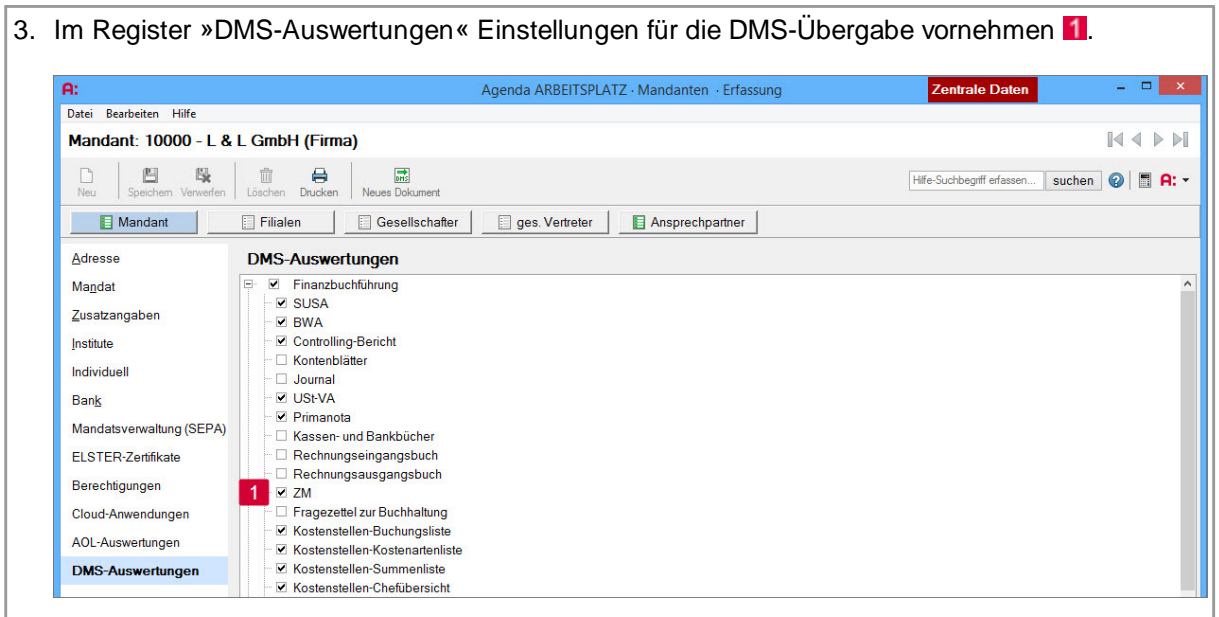 3. Im Register »DMS-Auswertungen« Einstellungen für die DMS-Übergabe vornehmen 1.
A: Agenda ARBEITSPLATZ · Mandanten · Erfassung Zentrale Daten
Datei Bearbeiten Hilfe
Mandant: 10000 - L & L GmbH (Firma)
Neu Speichern Verwerfen Löschen Drucken DMS Neues Dokument Hilfe-Suchbegriff erfassen... suchen A:
Mandant Filialen Gesellschafter ges. Vertreter Ansprechpartner
Adresse
Mandat
Zusatzangaben
Institute
Individuell
Bank
Mandatsverwaltung (SEPA)
ELSTER-Zertifikate
Berechtigungen
Cloud-Anwendungen
AOL-Auswertungen
DMS-Auswertungen
DMS-Auswertungen
Finanzbuchführung
SUSA
BWA
Controlling-Bericht
Kontenblätter
Journal
USt-VA
Primanota
Kassen- und Bankbücher
Rechnungseingangsbuch
Rechnungsausgangsbuch
1 ZM
Fragezettel zur Buchhaltung
Kostenstellen-Buchungsliste
Kostenstellen-Kostenartenliste
Kostenstellen-Summenliste
Kostenstellen-Chefübersicht